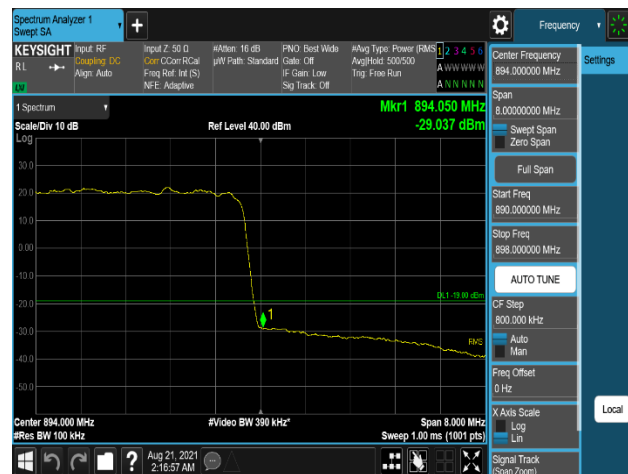 Spectrum Analyzer 1
Swept SA
Frequency
KEYSIGHT
Input: RF
Input Z: 50 Ω
#Atten: 16 dB
PNO: Best Wide
#Avg Type: Power (RMS)
1 2 3 4 5 6
RL
Coupling: DC
Corr CCorr RCal
µW Path: Standard
Gate: Off
Avg|Hold: 500/500
A W W W W W
Align: Auto
Freq Ref: Int (S)
IF Gain: Low
Trig: Free Run
NFE: Adaptive
Sig Track: Off
A N N N N N
1 Spectrum
Mkr1 894.050 MHz
Scale/Div 10 dB
Ref Level 40.00 dBm
-29.037 dBm
Log
30.0
20.0
10.0
0.00
-10.0
-20.0
-30.0
-40.0
-50.0
DL1 -19.00 dBm
1
RMS
Center 894.000 MHz
#Video BW 390 kHz*
Span 8.000 MHz
#Res BW 100 kHz
Sweep 1.00 ms (1001 pts)
Aug 21, 2021
2:16:57 AM
Center Frequency
894.000000 MHz
Settings
Span
8.00000000 MHz
Swept Span
Zero Span
Full Span
Start Freq
890.000000 MHz
Stop Freq
898.000000 MHz
AUTO TUNE
CF Step
800.000 kHz
Auto
Man
Freq Offset
0 Hz
X Axis Scale
Log
Lin
Local
Signal Track
(Span Zoom)